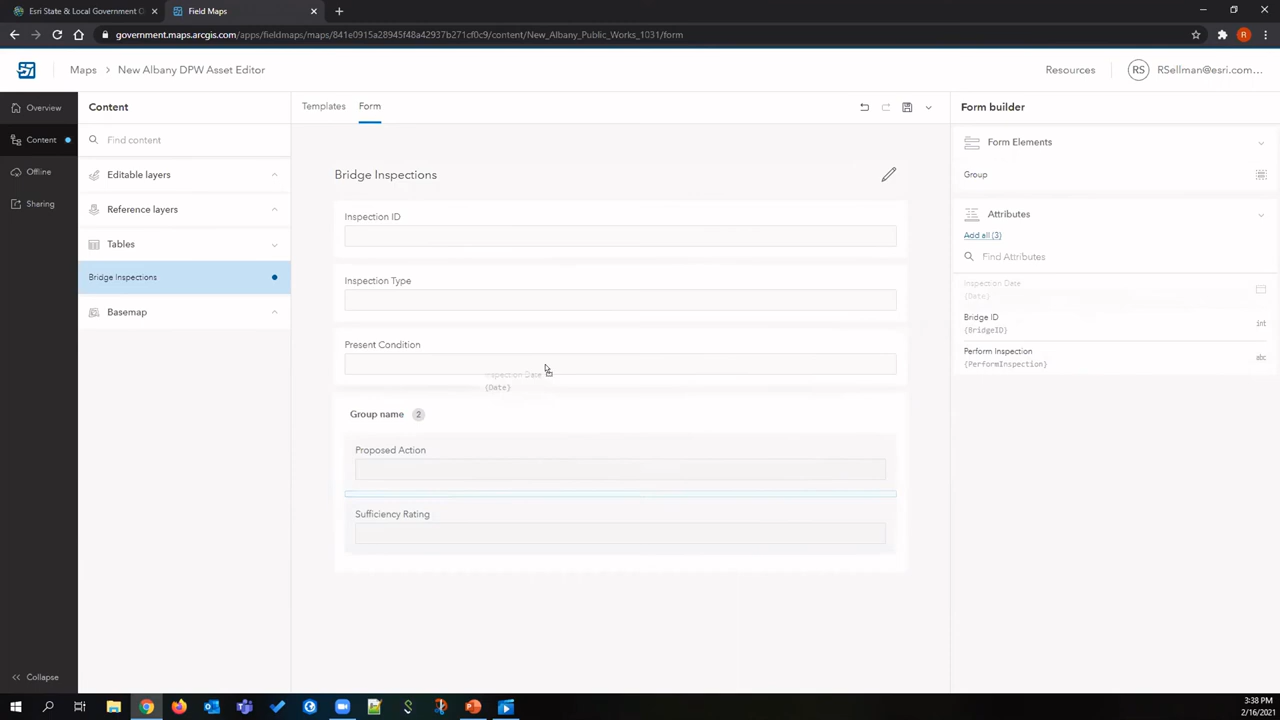 Esri State & Local Government C
Field Maps
government.maps.arcgis.com/apps/fieldmaps/maps/841e0915a28945f48a42937b271cf0c9/content/New_Albany_Public_Works_1031/form
R
Maps > New Albany DPW Asset Editor
Resources
RS
RSellman@esri.com...
Overview
Content
Offline
Sharing
Collapse
Content
Find content
Editable layers
Reference layers
Tables
Bridge Inspections
Basemap
Templates
Form
Bridge Inspections
Inspection ID
Inspection Type
Present Condition
Inspection Date
{Date}
Group name 2
Proposed Action
Sufficiency Rating
Form builder
Form Elements
Group
Attributes
Add all (3)
Find Attributes
Inspection Date
{Date}
Bridge ID
{BridgeID}
int
Perform Inspection
{PerformInspection}
abc
3:38 PM
2/16/2021